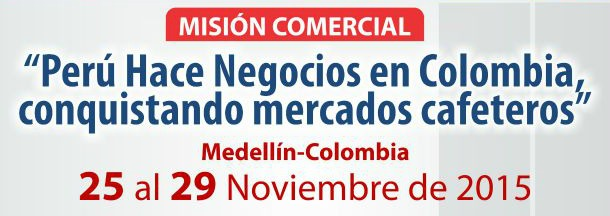 MISIÓN COMERCIAL
“Perú Hace Negocios en Colombia,
conquistando mercados cafeteros”
Medellín-Colombia
25 al 29 Noviembre de 2015